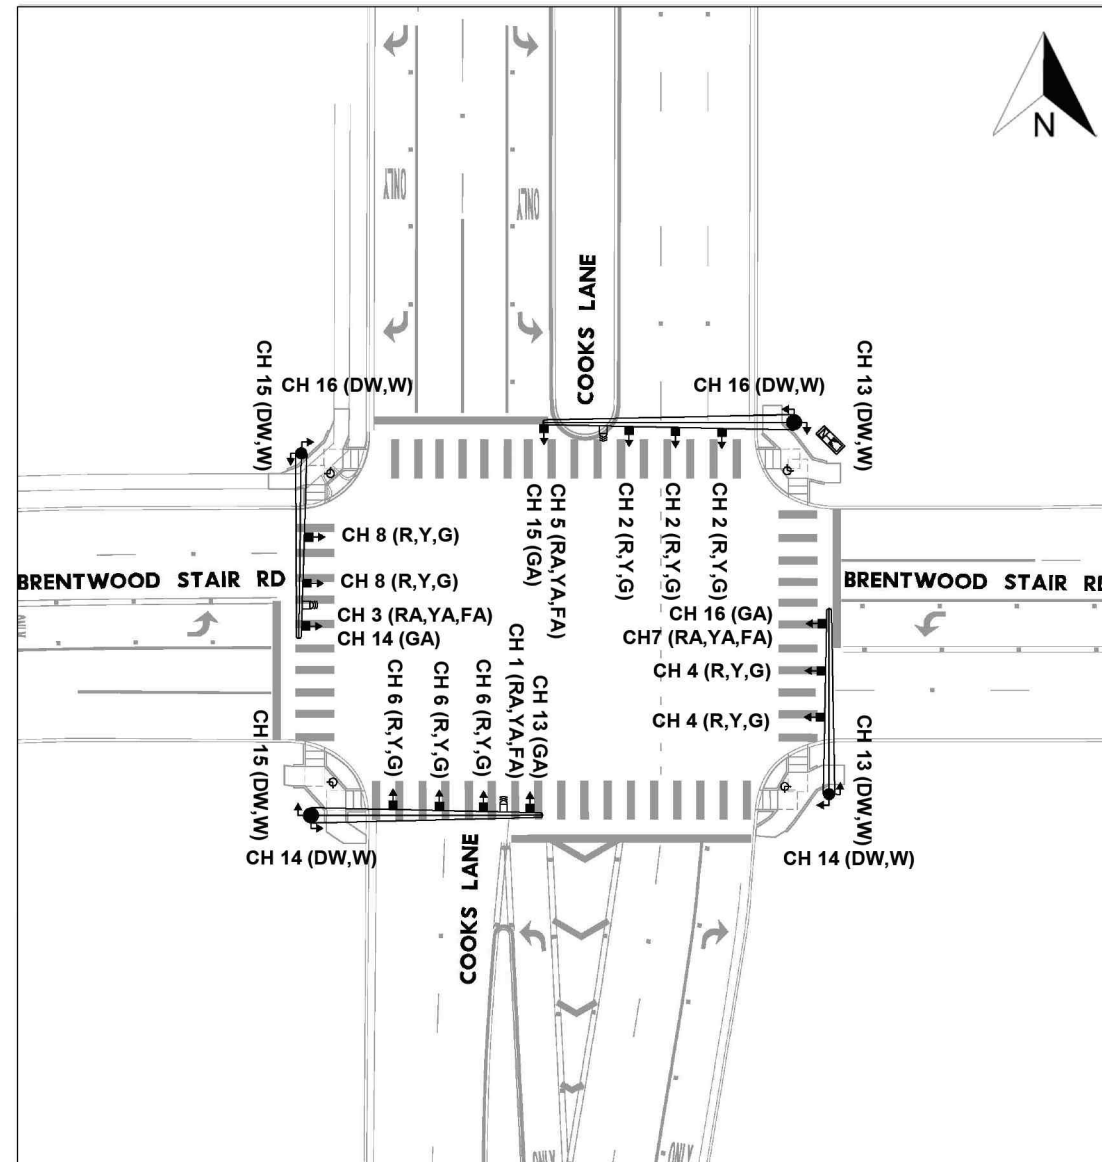 N
ONLY
ONLY
COOKS LANE
CH 15 (DW,W)
CH 16 (DW,W)
CH 16 (DW,W)
CH 13 (DW,W)
CH 15 (GA)
CH 5 (RA,YA,FA)
CH 2 (R,Y,G)
CH 2 (R,Y,G)
CH 2 (R,Y,G)
CH 8 (R,Y,G)
BRENTWOOD STAIR RD
CH 8 (R,Y,G)
BRENTWOOD STAIR RD
CH 3 (RA,YA,FA)
CH 14 (GA)
CH 16 (GA)
CH7 (RA,YA,FA)
ONLY
CH 4 (R,Y,G)
CH 4 (R,Y,G)
CH 6 (R,Y,G)
CH 6 (R,Y,G)
CH 6 (R,Y,G)
CH 1 (RA,YA,FA)
CH 13 (GA)
CH 15 (DW,W)
CH 14 (DW,W)
CH 13 (DW,W)
CH 14 (DW,W)
COOKS LANE
ONLY
ONLY